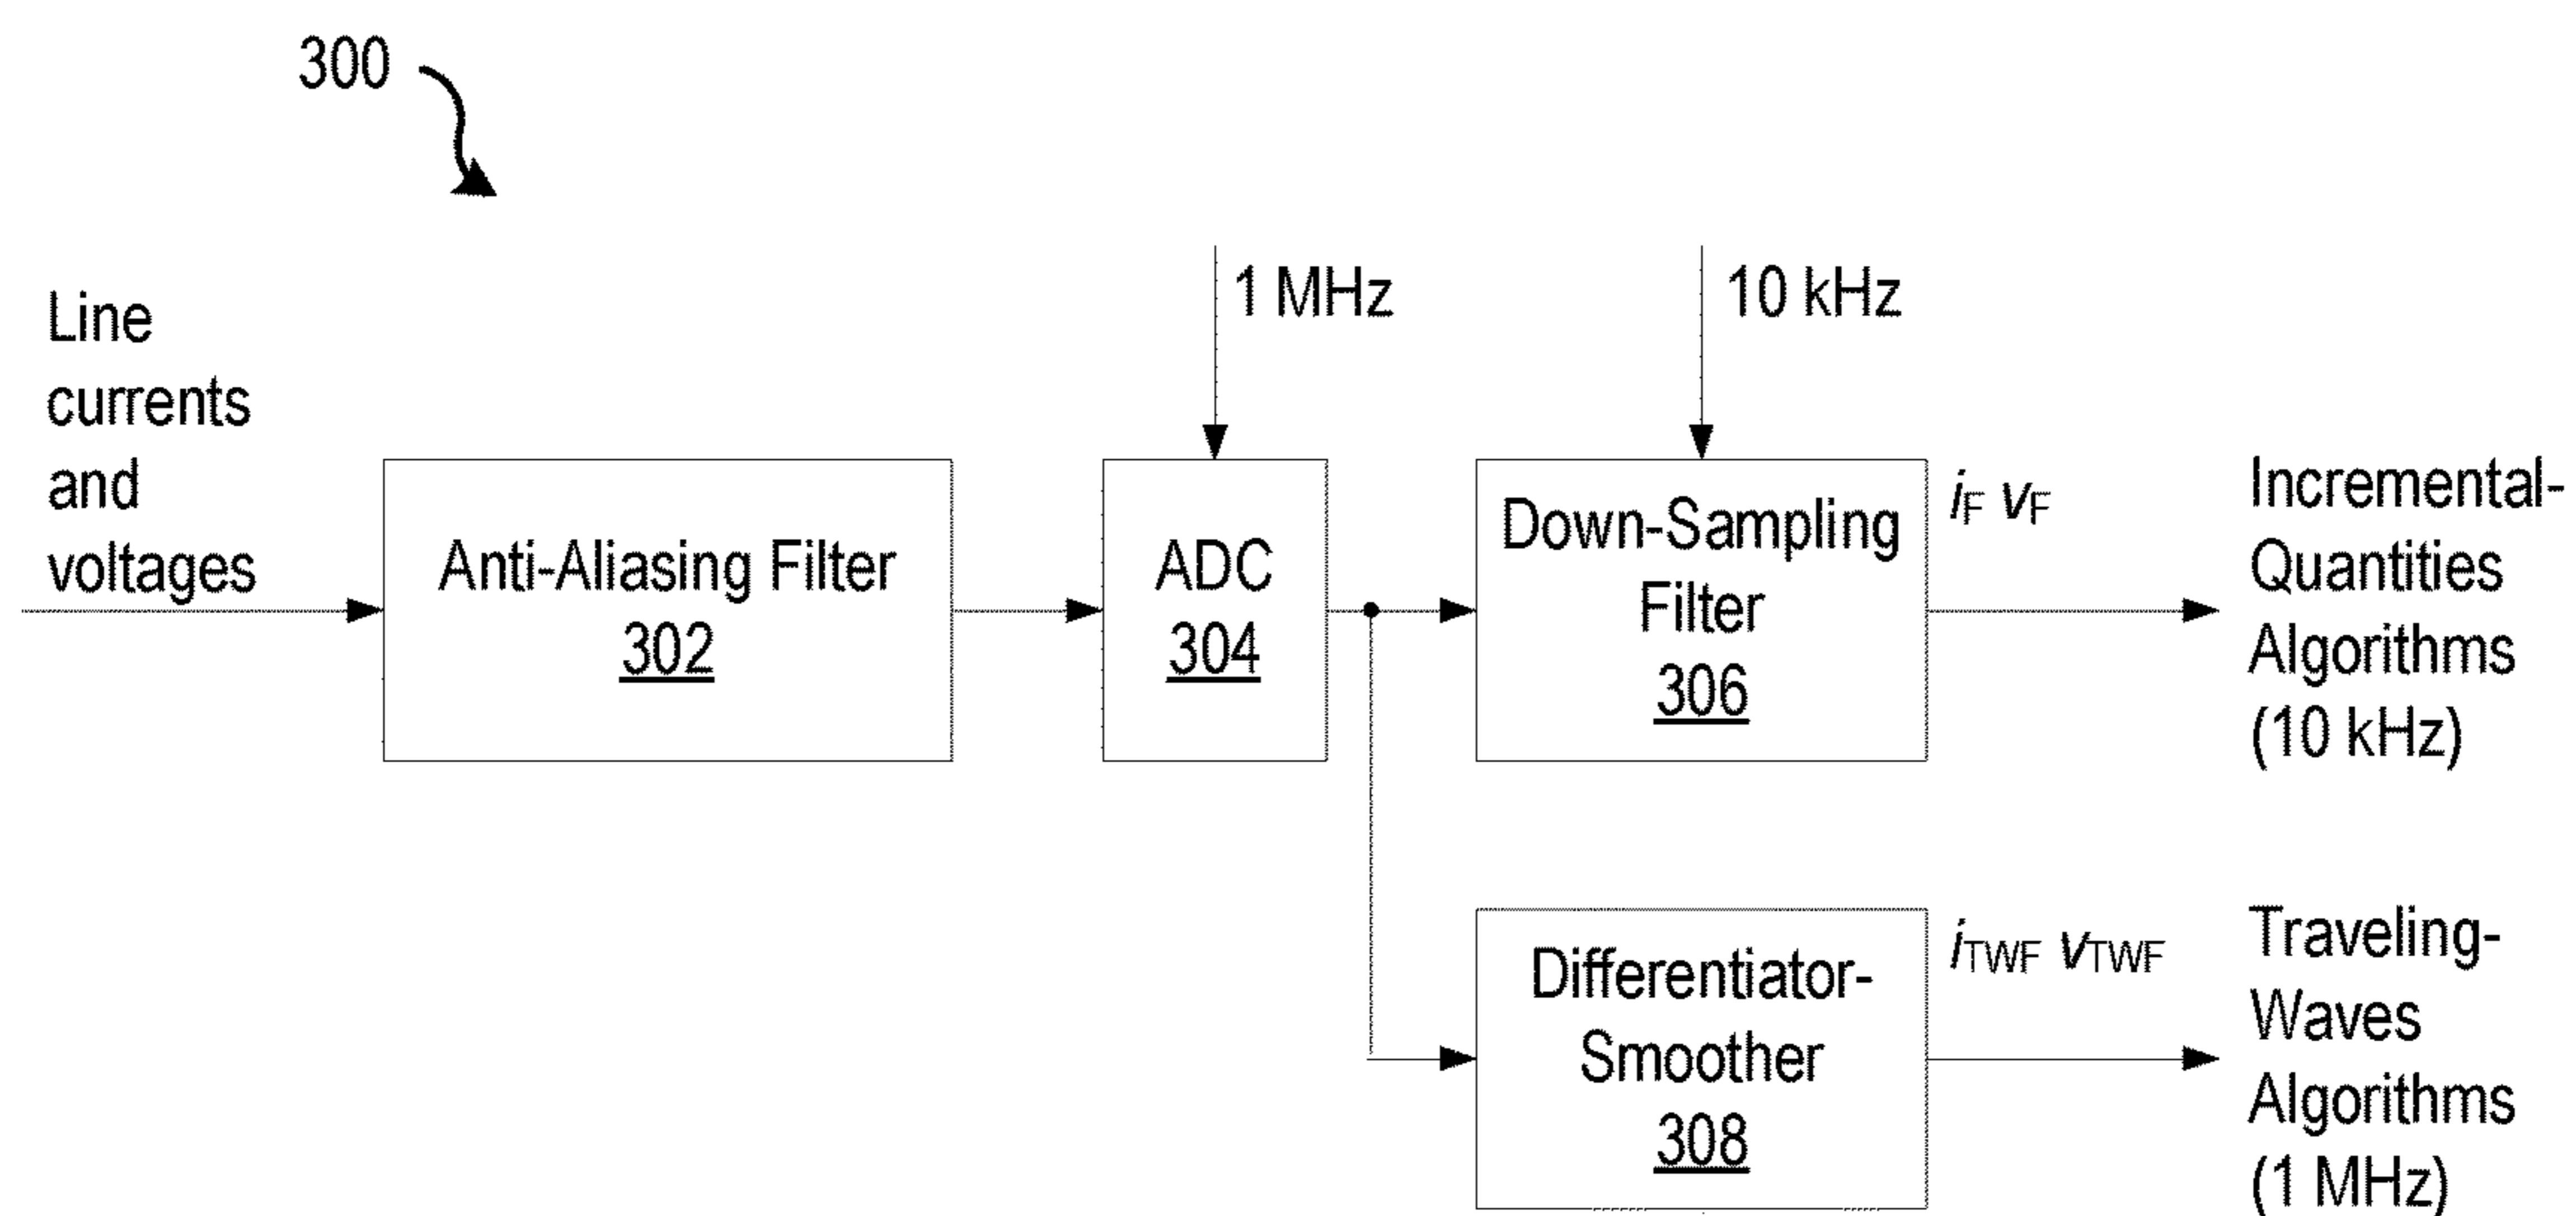 300
1 MHz
10 kHz
Line
currents
and
voltages
Anti-Aliasing Filter
302
ADC
304
Down-Sampling
Filter
306
iF vF
Incremental-
Quantities
Algorithms
(10 kHz)
Differentiator-
Smoother
308
iTWF vTWF
Traveling-
Waves
Algorithms
(1 MHz)